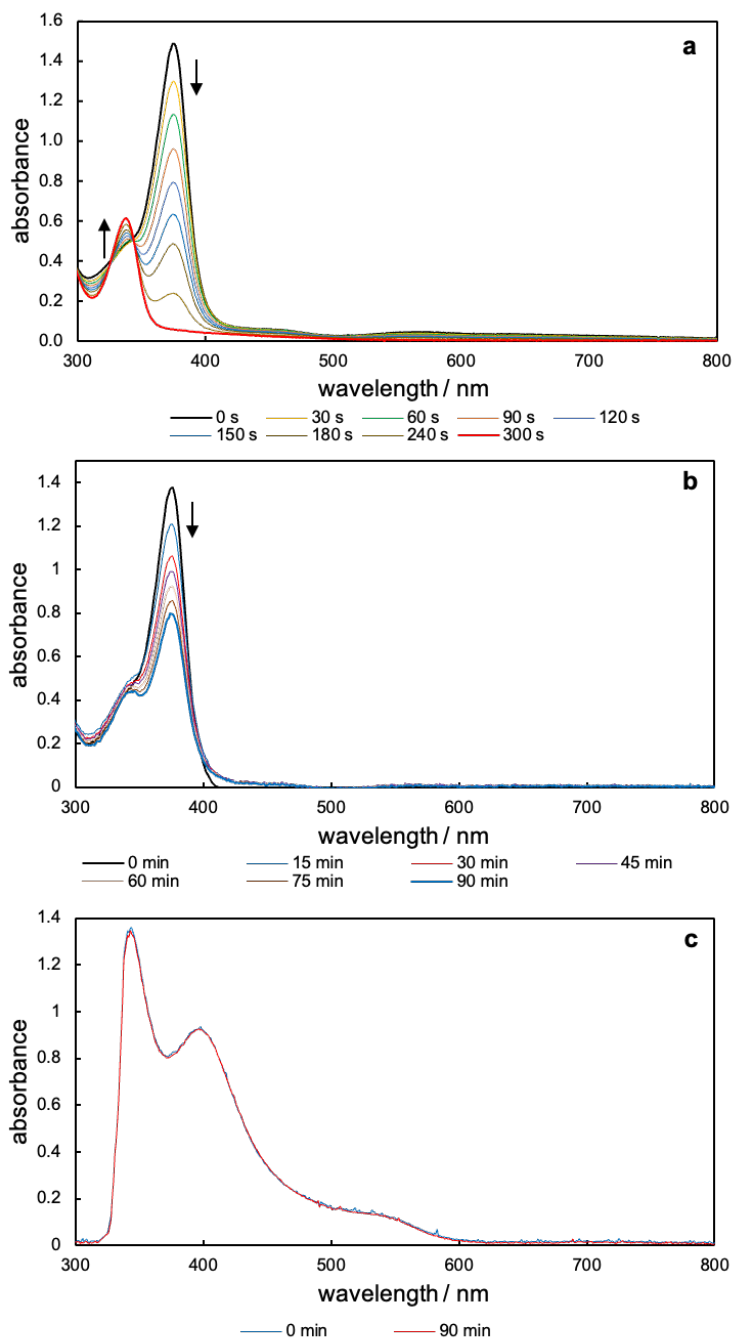 a
1.6
1.4
1.2
1.0
0.8
0.6
0.4
0.2
0.0
absorbance
300 400 500 600 700 800
wavelength / nm
0 s 30 s 60 s 90 s 120 s
150 s 180 s 240 s 300 s
b
1.4
1.2
1
0.8
0.6
0.4
0.2
0
absorbance
300 400 500 600 700 800
wavelength / nm
0 min 15 min 30 min 45 min
60 min 75 min 90 min
c
1.4
1.2
1
0.8
0.6
0.4
0.2
0
absorbance
300 400 500 600 700 800
wavelength / nm
0 min 90 min